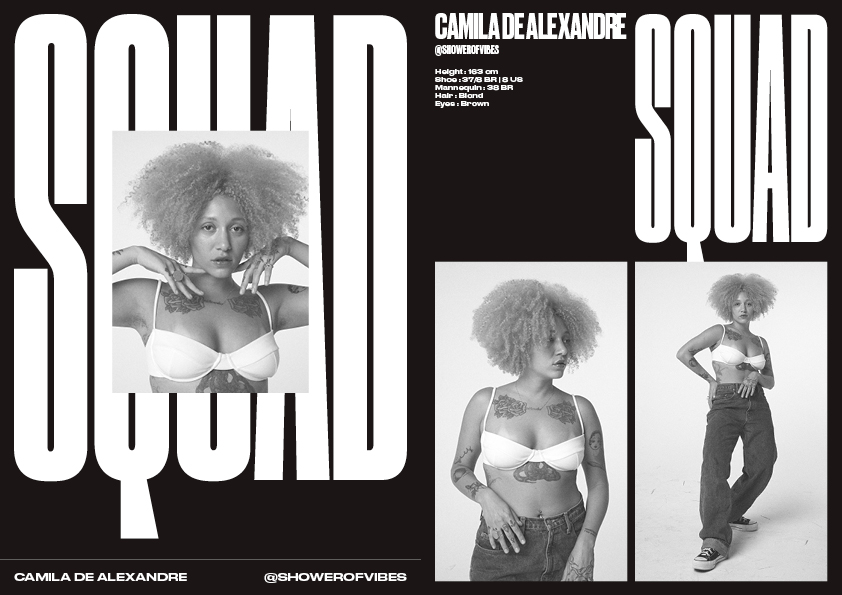 SQUAD
CAMILA DE ALEXANDRE
@SHOWEROFVIBES
CAMILA DE ALEXANDRE
@SHOWEROFVIBES
Height : 163 cm
Shoe : 37/8 BR | 8 US
Mannequin : 38 BR
Hair : Blond
Eyes : Brown
SQUAD